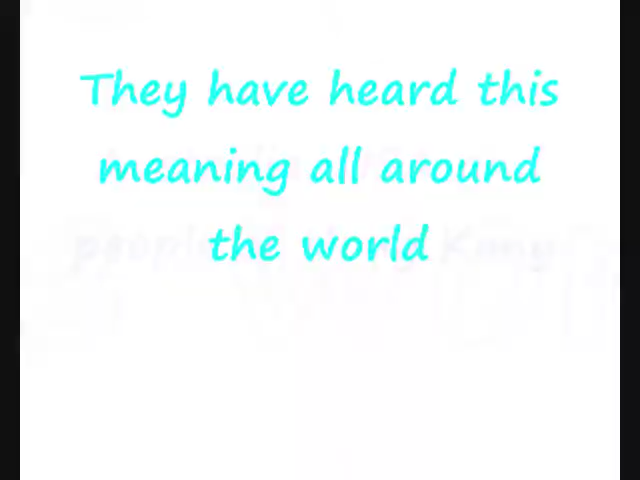 They have heard this
meaning all around
the world